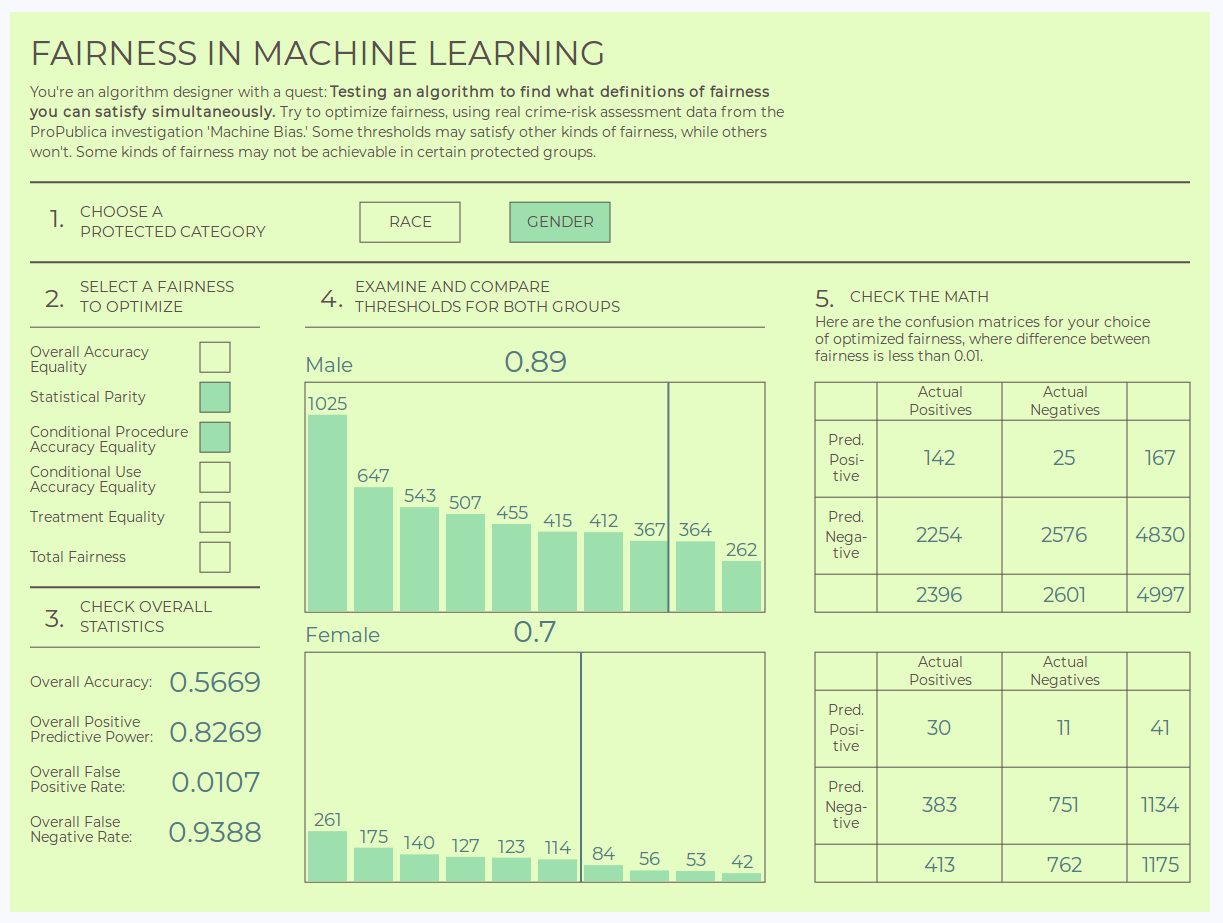 FAIRNESS IN MACHINE LEARNING
You're an algorithm designer with a quest: Testing an algorithm to find what definitions of fairness
you can satisfy simultaneously. Try to optimize fairness, using real crime-risk assessment data from the
ProPublica investigation 'Machine Bias.' Some thresholds may satisfy other kinds of fairness, while others
won't. Some kinds of fairness may not be achievable in certain protected groups.
1.
CHOOSE A
PROTECTED CATEGORY
RACE
GENDER
2.
SELECT A FAIRNESS
TO OPTIMIZE
Overall Accuracy
Equality
Statistical Parity
Conditional Procedure
Accuracy Equality
Conditional Use
Accuracy Equality
Treatment Equality
Total Fairness
3.
CHECK OVERALL
STATISTICS
Overall Accuracy: 0.5669
Overall Positive
Predictive Power: 0.8269
Overall False
Positive Rate: 0.0107
Overall False
Negative Rate: 0.9388
4.
EXAMINE AND COMPARE
THRESHOLDS FOR BOTH GROUPS
Male 0.89
1025 647 543 507 455 415 412 367 364 262
Female 0.7
261 175 140 127 123 114 84 56 53 42
5. CHECK THE MATH
Here are the confusion matrices for your choice
of optimized fairness, where difference between
fairness is less than 0.01.
Actual
Positives
Actual
Negatives
Pred.
Posi-
tive
142 25 167
Pred.
Nega-
tive
2254 2576 4830
2396 2601 4997
Actual
Positives
Actual
Negatives
Pred.
Posi-
tive
30 11 41
Pred.
Nega-
tive
383 751 1134
413 762 1175